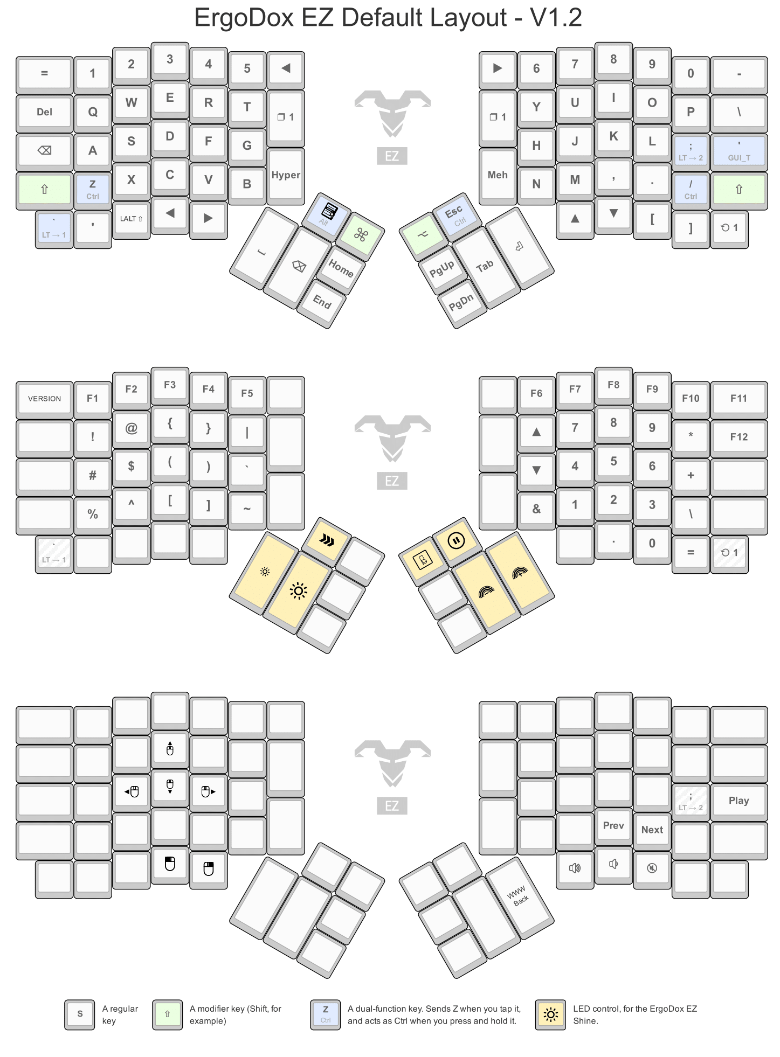 ErgoDox EZ Default Layout - V1.2
= 1 2 3 4 5 ◀
▶ 6 7 8 9 0 -
Del Q W E R T ❐ 1
❐ 1 Y U I O P \
⌫ A S D F G
H J K L ; LT → 2 ' GUI_T
⇧ Z Ctrl X C V B Hyper
Meh N M , . / Ctrl ⇧
` LT → 1 ' LALT ⇧ ◀ ▶
▲ ▼ [ ] ⟲ 1
Alt ⌘
⌥ Esc Ctrl
⎵ ⌫ Home
PgUp Tab ⏎
End
PgDn
EZ
VERSION F1 F2 F3 F4 F5
F6 F7 F8 F9 F10 F11
! @ { } |
▲ 7 8 9 * F12
# $ ( ) `
▼ 4 5 6 +
% ^ [ ] ~
& 1 2 3 \
` LT → 1
. 0 = ⟲ 1
EZ
EZ
; LT → 2 Play
Prev Next
WWW
Back
S
A regular
key
⇧
A modifier key (Shift, for
example)
Z
Ctrl
A dual-function key. Sends Z when you tap it,
and acts as Ctrl when you press and hold it.
LED control, for the ErgoDox EZ
Shine.